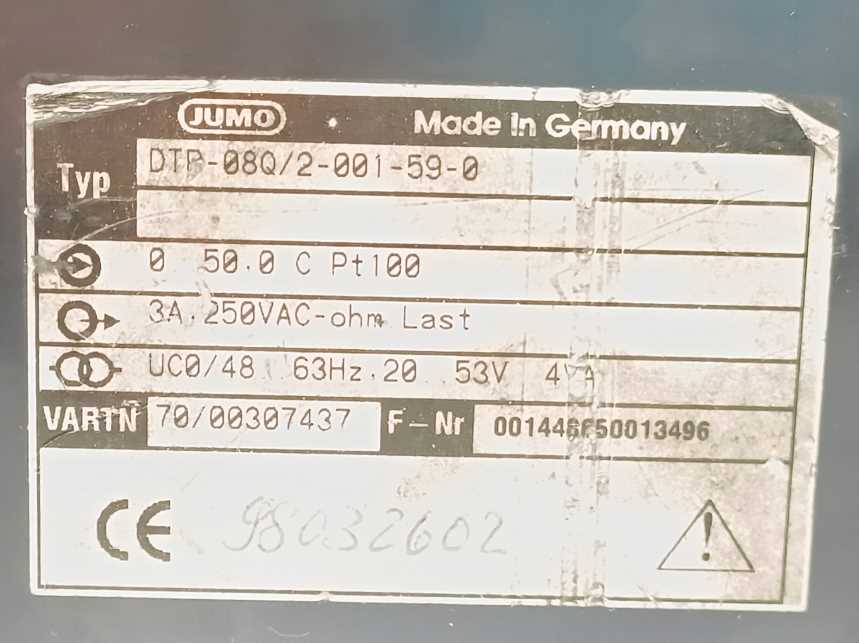 JUMO Made in Germany
Typ DTR-08Q/2-001-59-0
0 50.0 C Pt100
3A,250VAC-ohm Last
UC0/48 63Hz,20 53V
VARTN 70/00307437 F-Nr
CE 98032602